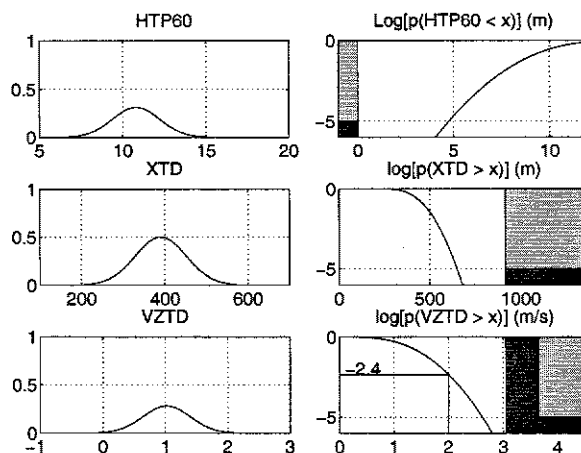 HTP60
Log[p(HTP60 < x)] (m)
1
0.5
0
5 10 15 20
0
−5
0 5 10
XTD
log[p(XTD > x)] (m)
1
0.5
0
200 400 600
0
−5
0 500 1000
VZTD
log[p(VZTD > x)] (m/s)
1
0.5
0
−1 0 1 2 3
0
−2.4
−5
0 1 2 3 4